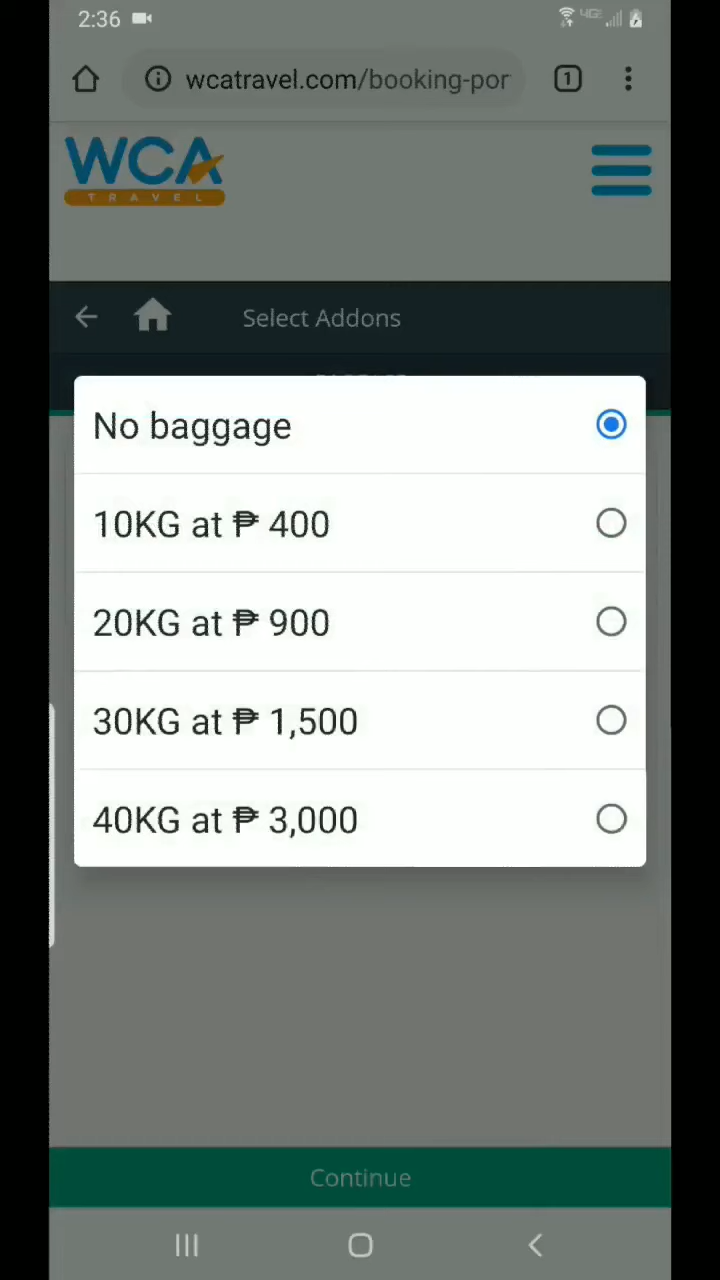 2:36
4G
wcatravel.com/booking-por
1
WCA
TRAVEL
Select Addons
No baggage
10KG at ₱ 400
20KG at ₱ 900
30KG at ₱ 1,500
40KG at ₱ 3,000
Continue